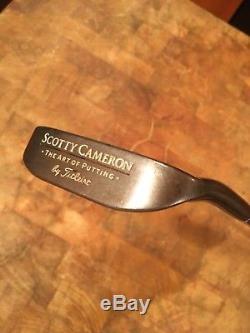 SCOTTY CAMERON
· THE ART OF PUTTING ·
by Titleist